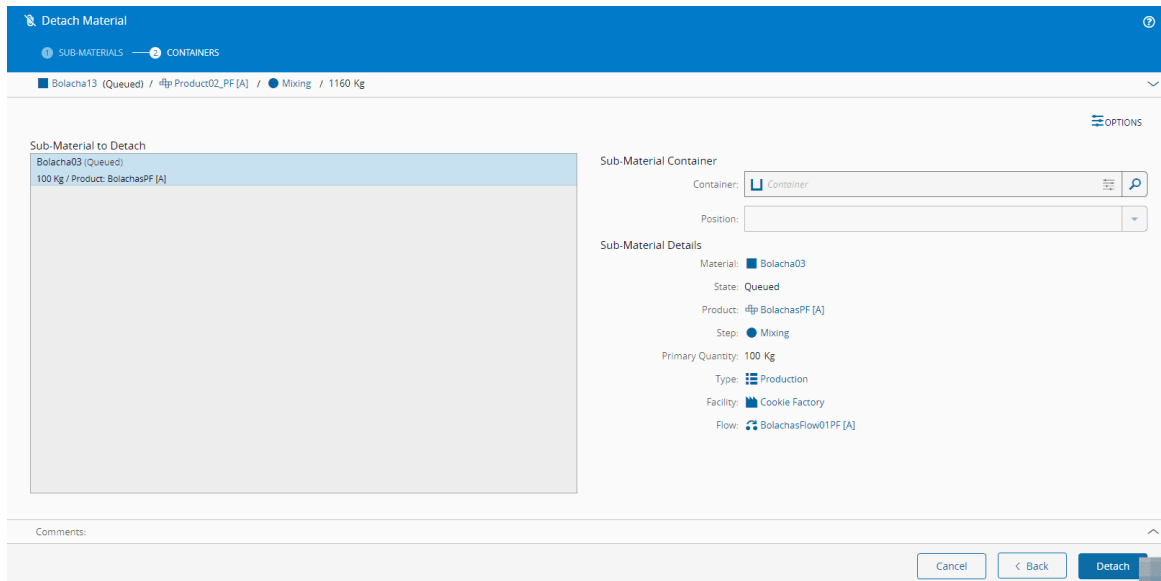 Detach Material
1 SUB-MATERIALS 2 CONTAINERS
Bolacha13 (Queued) / Product02_PF [A] / Mixing / 1160 Kg
OPTIONS
Sub-Material to Detach
Bolacha03 (Queued)
100 Kg / Product: BolachasPF [A]
Sub-Material Container
Container: Container
Position:
Sub-Material Details
Material: Bolacha03
State: Queued
Product: BolachasPF [A]
Step: Mixing
Primary Quantity: 100 Kg
Type: Production
Facility: Cookie Factory
Flow: BolachasFlow01PF [A]
Comments:
Cancel < Back Detach